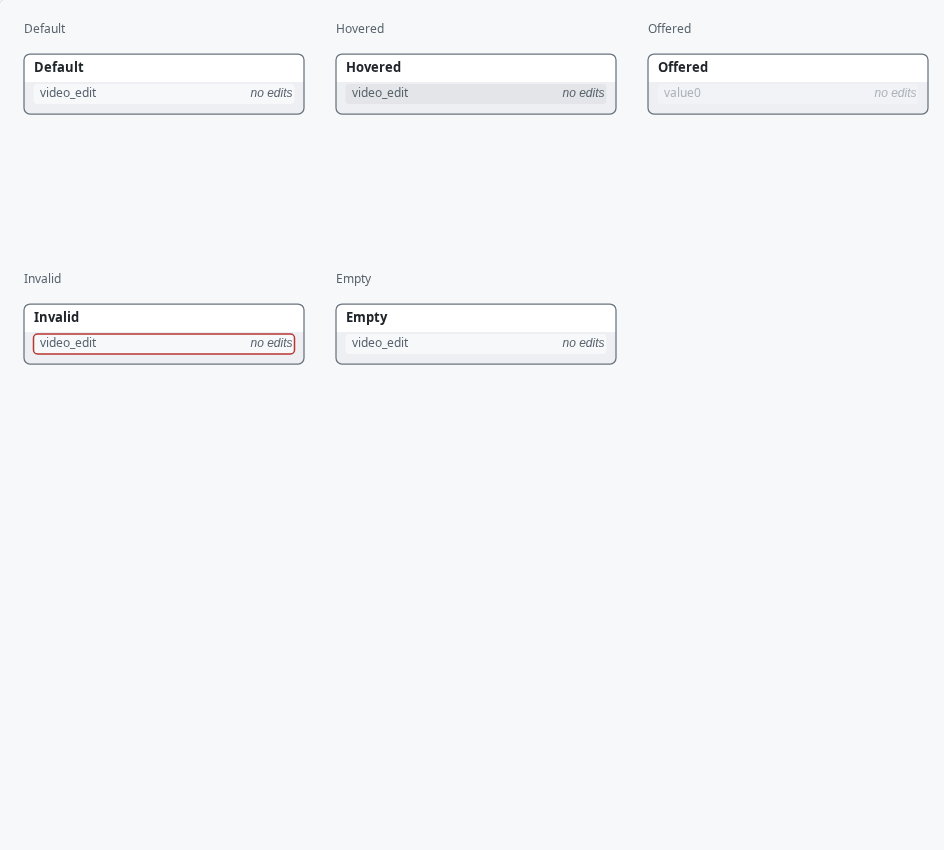 Default
Hovered
Offered
Default
Hovered
Offered
video_edit no edits
video_edit no edits
value0 no edits
Invalid
Empty
Invalid
Empty
video_edit no edits
video_edit no edits